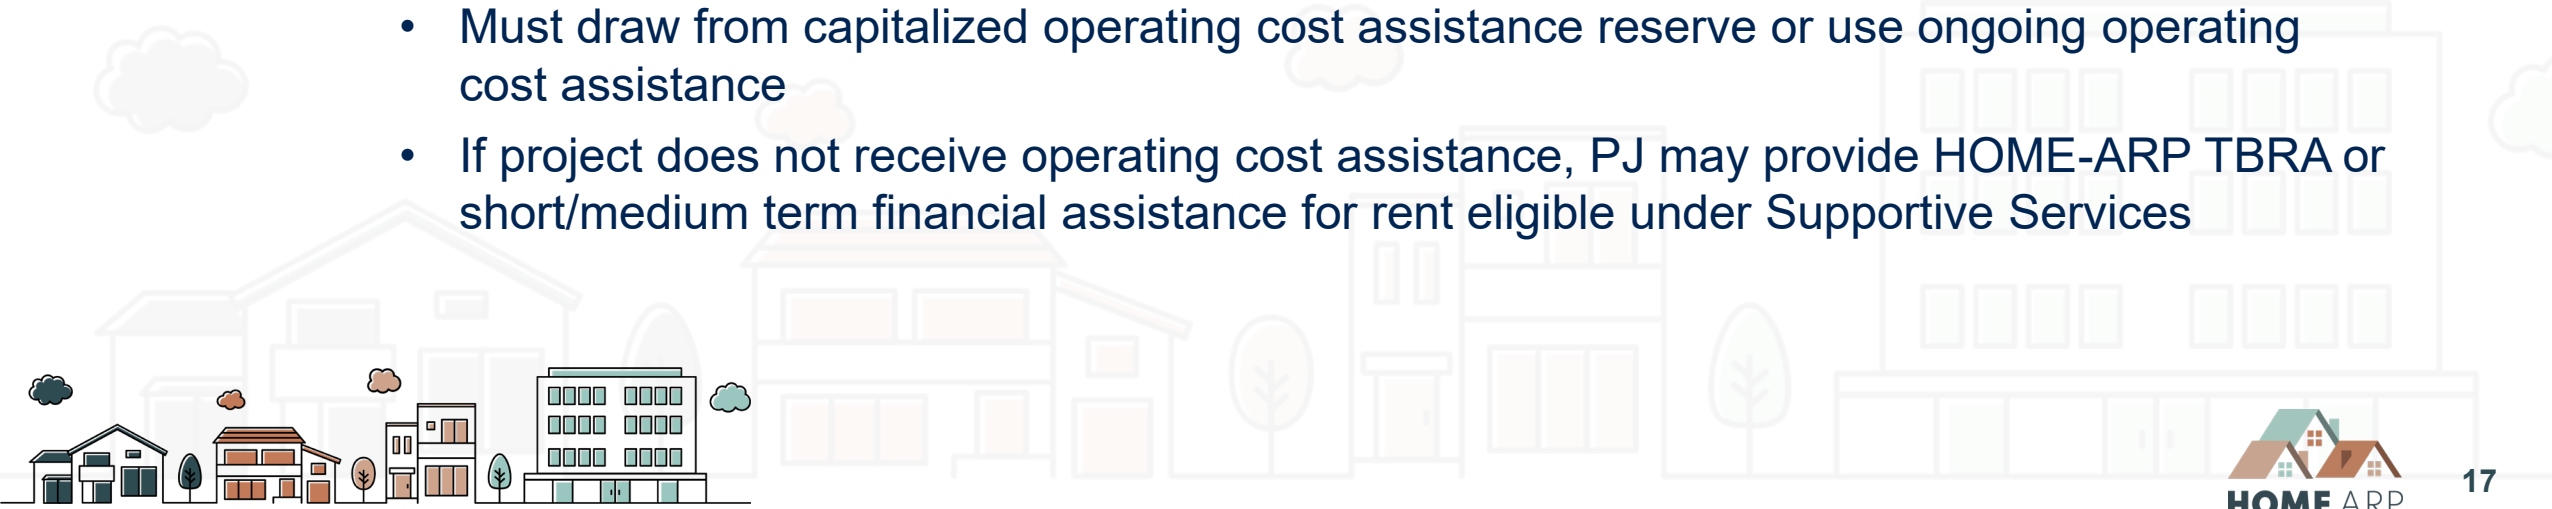 • Must draw from capitalized operating cost assistance reserve or use ongoing operating
cost assistance
• If project does not receive operating cost assistance, PJ may provide HOME-ARP TBRA or
short/medium term financial assistance for rent eligible under Supportive Services
HOME ARP
17